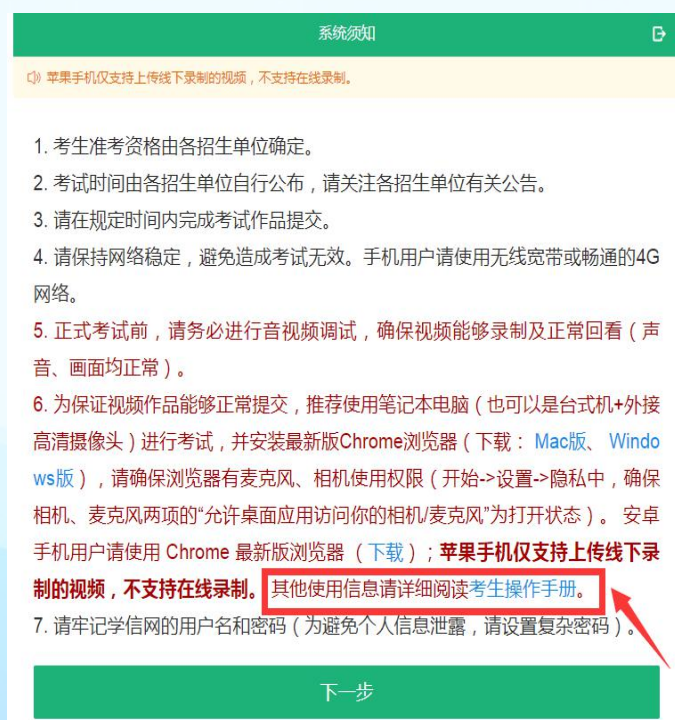 系统须知
苹果手机仅支持上传线下录制的视频，不支持在线录制。
1. 考生准考资格由各招生单位确定。
2. 考试时间由各招生单位自行公布，请关注各招生单位有关公告。
3. 请在规定时间内完成考试作品提交。
4. 请保持网络稳定，避免造成考试无效。手机用户请使用无线宽带或畅通的4G
网络。
5. 正式考试前，请务必进行音视频调试，确保视频能够录制及正常回看（声
音、画面均正常）。
6. 为保证视频作品能够正常提交，推荐使用笔记本电脑（也可以是台式机+外接
高清摄像头）进行考试，并安装最新版Chrome浏览器（下载： Mac版、 Windo
ws版），请确保浏览器有麦克风、相机使用权限（开始->设置->隐私中，确保
相机、麦克风两项的“允许桌面应用访问你的相机/麦克风”为打开状态）。 安卓
手机用户请使用 Chrome 最新版浏览器 （下载）；苹果手机仅支持上传线下录
制的视频，不支持在线录制。其他使用信息请详细阅读考生操作手册。
7. 请牢记学信网的用户名和密码（为避免个人信息泄露，请设置复杂密码）。
下一步